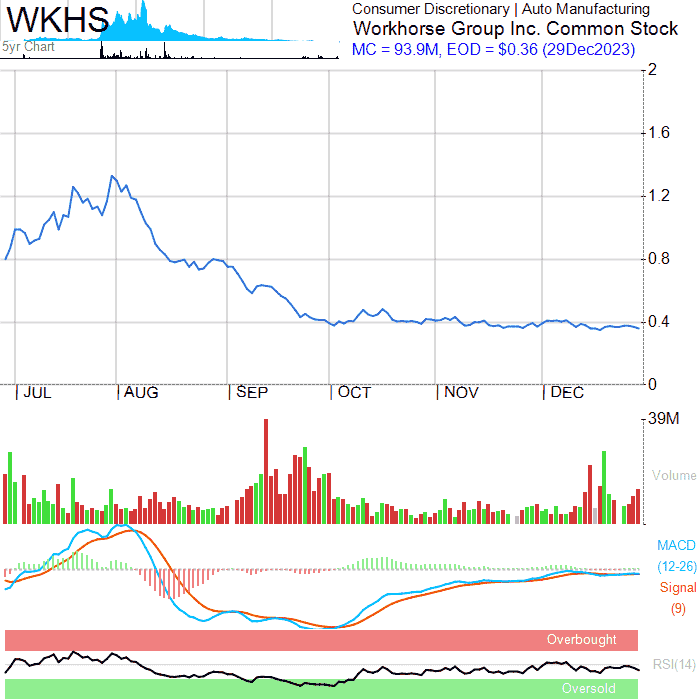 WKHS
5yr Chart
Consumer Discretionary | Auto Manufacturing
Workhorse Group Inc. Common Stock
MC = 93.9M, EOD = $0.36 (29Dec2023)
2
1.6
1.2
0.8
0.4
0
JUL AUG SEP OCT NOV DEC
39M
Volume
MACD
(12-26)
Signal
(9)
Overbought
RSI(14)
Oversold